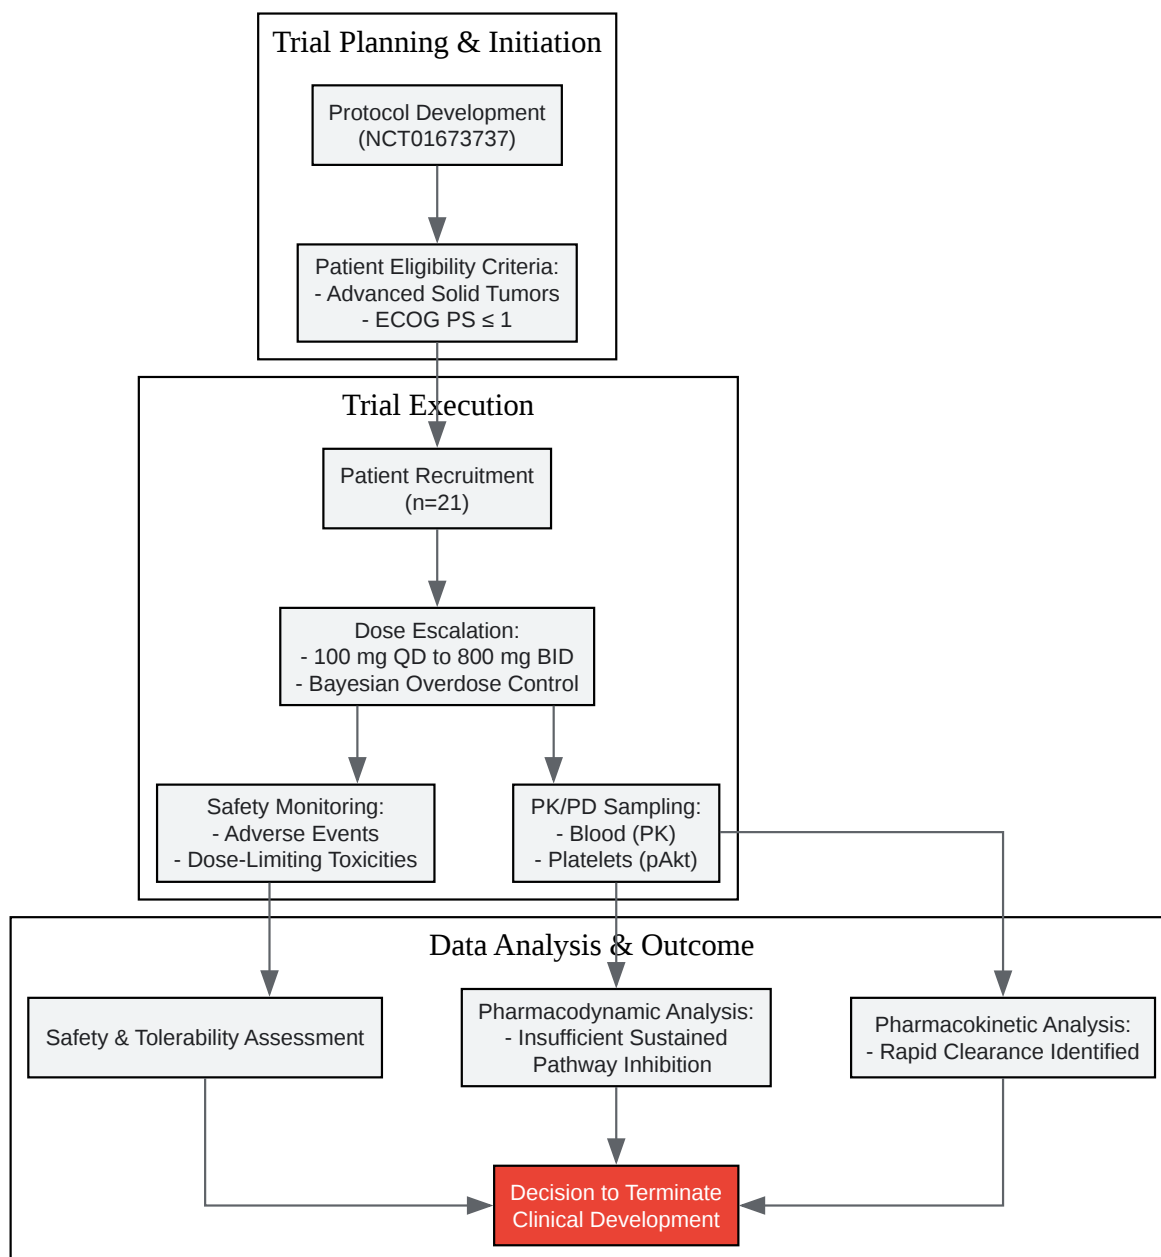 Trial Planning & Initiation
Protocol Development
(NCT01673737)
Patient Eligibility Criteria:
- Advanced Solid Tumors
- ECOG PS ≤ 1
Trial Execution
Patient Recruitment
(n=21)
Dose Escalation:
- 100 mg QD to 800 mg BID
- Bayesian Overdose Control
Safety Monitoring:
- Adverse Events
- Dose-Limiting Toxicities
PK/PD Sampling:
- Blood (PK)
- Platelets (pAkt)
Data Analysis & Outcome
Safety & Tolerability Assessment
Pharmacodynamic Analysis:
- Insufficient Sustained
Pathway Inhibition
Pharmacokinetic Analysis:
- Rapid Clearance Identified
Decision to Terminate
Clinical Development